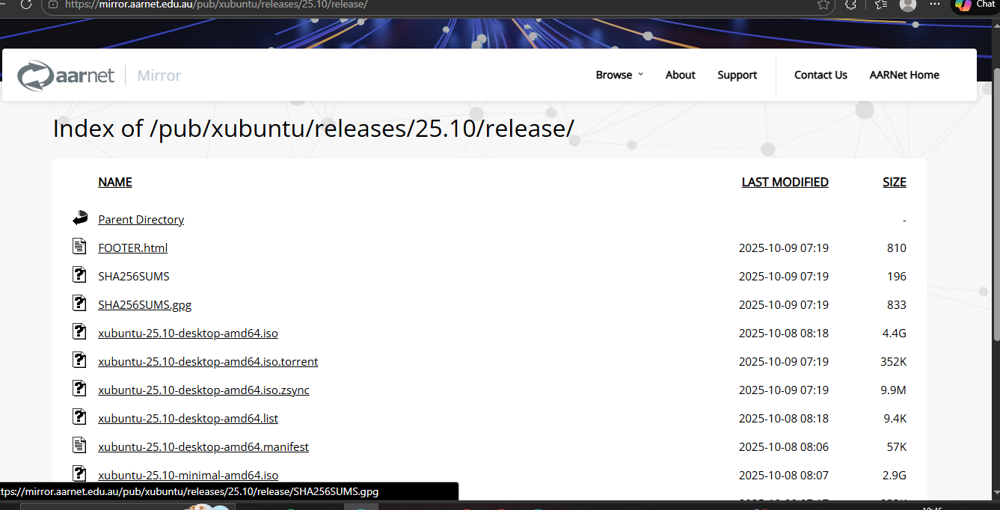 https://mirror.aarnet.edu.au/pub/xubuntu/releases/25.10/release/
Chat
aarnet Mirror
Browse About Support Contact Us AARNet Home
Index of /pub/xubuntu/releases/25.10/release/
NAME LAST MODIFIED SIZE
Parent Directory -
FOOTER.html 2025-10-09 07:19 810
SHA256SUMS 2025-10-09 07:19 196
SHA256SUMS.gpg 2025-10-09 07:19 833
xubuntu-25.10-desktop-amd64.iso 2025-10-08 08:18 4.4G
xubuntu-25.10-desktop-amd64.iso.torrent 2025-10-09 07:19 352K
xubuntu-25.10-desktop-amd64.iso.zsync 2025-10-09 07:19 9.9M
xubuntu-25.10-desktop-amd64.list 2025-10-08 08:18 9.4K
xubuntu-25.10-desktop-amd64.manifest 2025-10-08 08:06 57K
xubuntu-25.10-minimal-amd64.iso 2025-10-08 08:07 2.9G
tps://mirror.aarnet.edu.au/pub/xubuntu/releases/25.10/release/SHA256SUMS.gpg